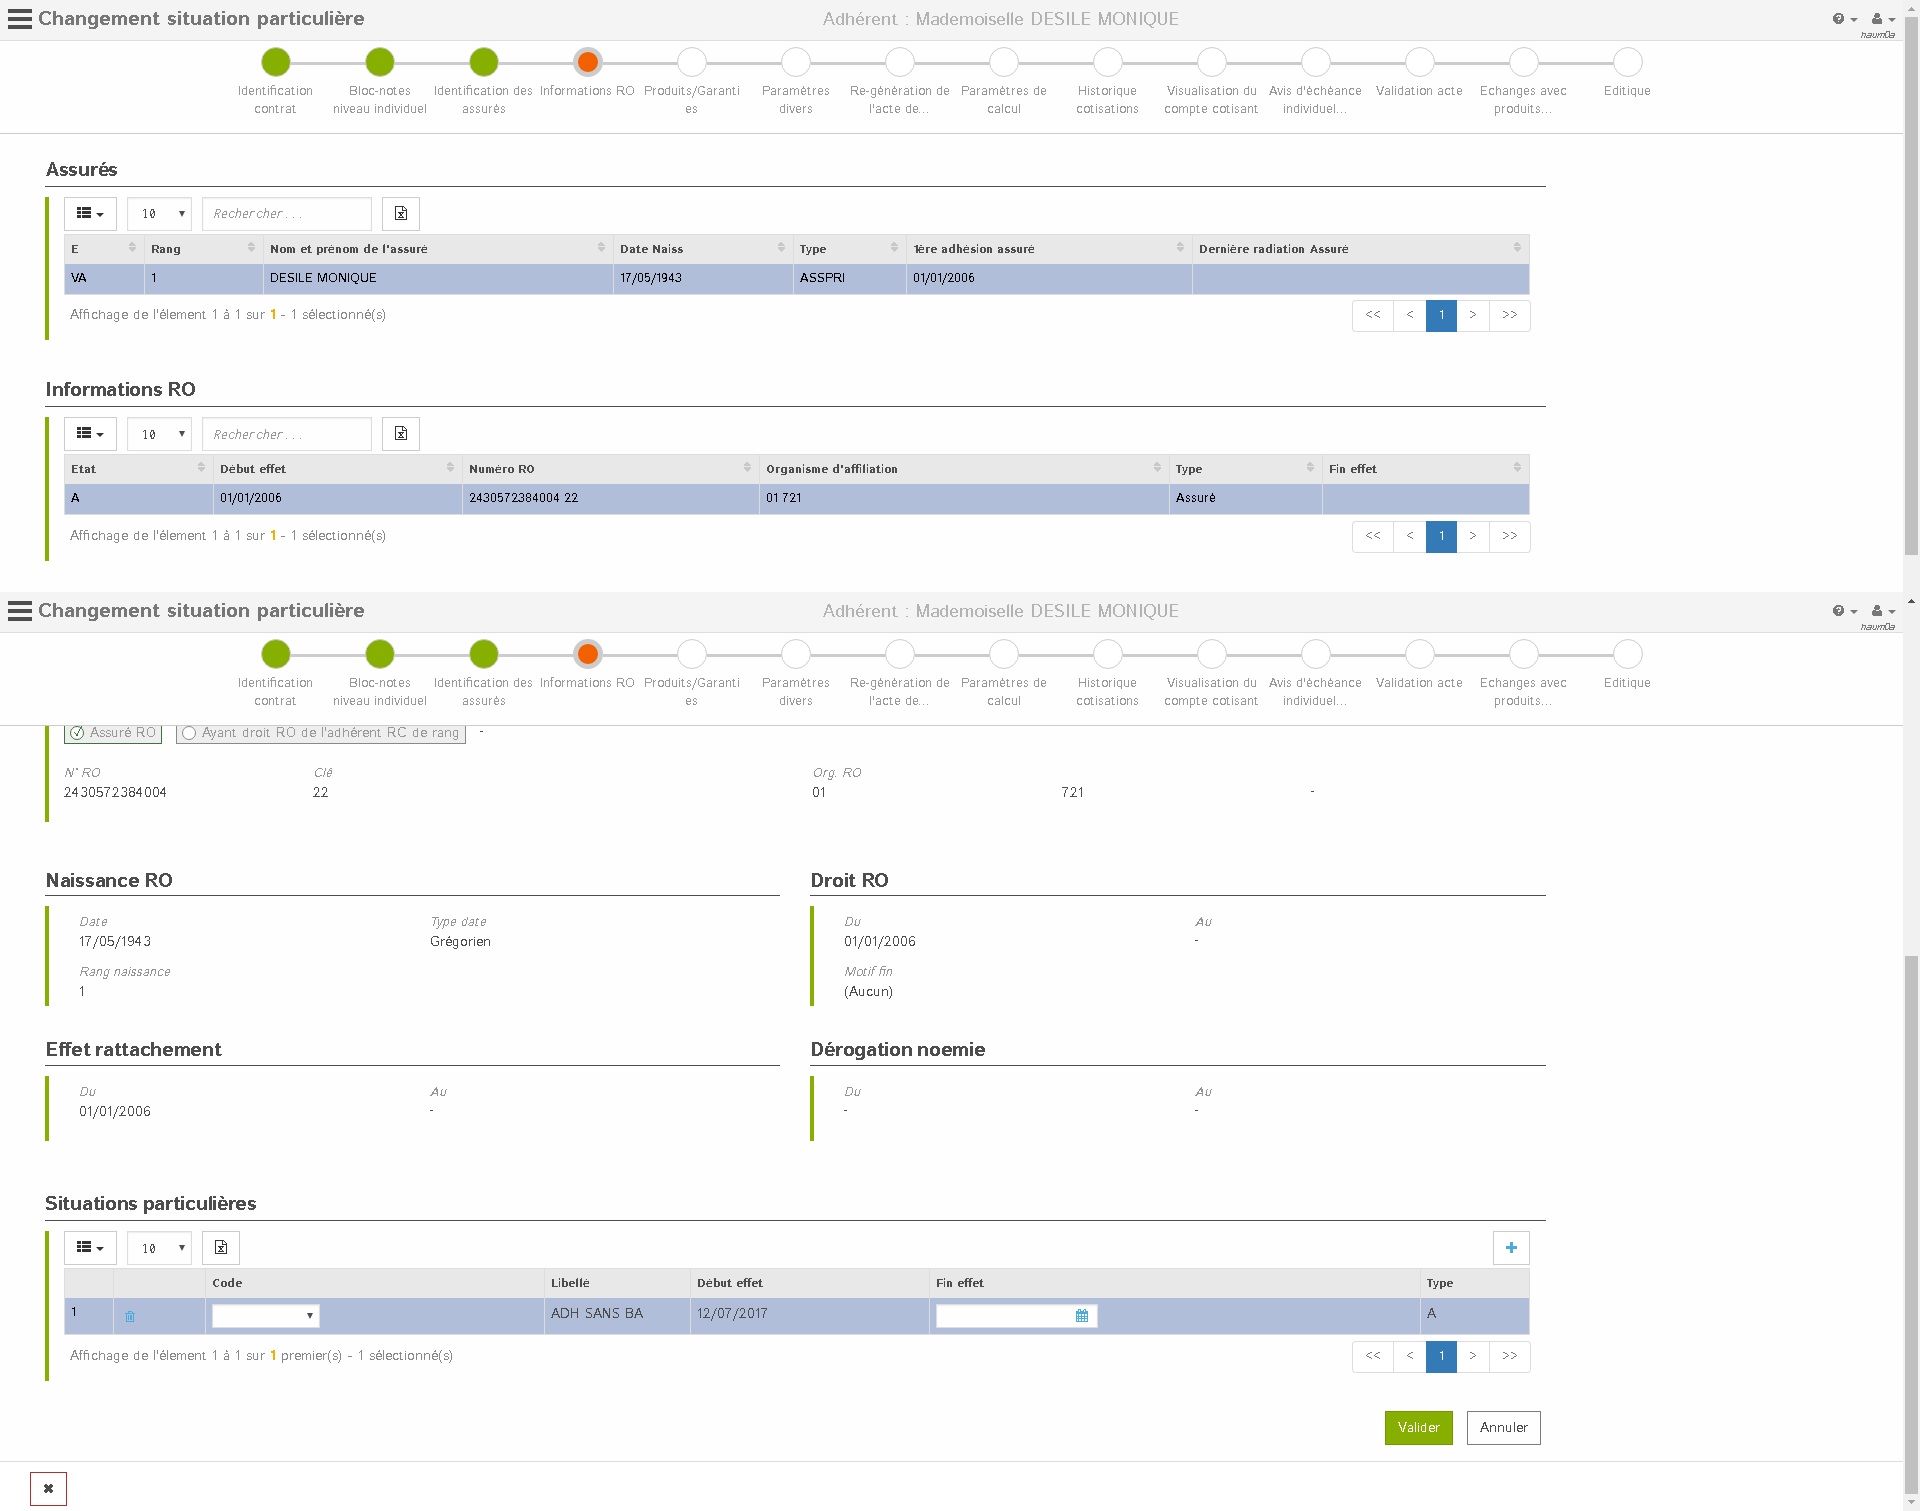 Changement situation particulière
Adhérent : Mademoiselle DESILE MONIQUE
haum0a
Identification contrat
Bloc-notes niveau individuel
Identification des assurés
Informations RO
Produits/Garanti es
Paramètres divers
Re-génération de l'acte de...
Paramètres de calcul
Historique cotisations
Visualisation du compte cotisant
Avis d'échéance individuel...
Validation acte
Echanges avec produits...
Editique
Assurés
10 Rechercher...
E Rang Nom et prénom de l'assuré Date Naiss Type 1ère adhésion assuré Dernière radiation Assuré
VA 1 DESILE MONIQUE 17/05/1943 ASSPRI 01/01/2006
Affichage de l'élement 1 à 1 sur 1 - 1 sélectionné(s) << < 1 > >>
Informations RO
10 Rechercher...
Etat Début effet Numéro RO Organisme d'affiliation Type Fin effet
A 01/01/2006 2430572384004 22 01 721 Assuré
Affichage de l'élement 1 à 1 sur 1 - 1 sélectionné(s) << < 1 > >>
Changement situation particulière
Adhérent : Mademoiselle DESILE MONIQUE
haum0a
Identification contrat
Bloc-notes niveau individuel
Identification des assurés
Informations RO
Produits/Garanti es
Paramètres divers
Re-génération de l'acte de...
Paramètres de calcul
Historique cotisations
Visualisation du compte cotisant
Avis d'échéance individuel...
Validation acte
Echanges avec produits...
Editique
Assuré RO Ayant droit RO de l'adhérent RC de rang -
N° RO Clé Org. RO
2430572384004 22 01 721 -
Naissance RO
Date Type date
17/05/1943 Grégorien
Rang naissance
1
Droit RO
Du Au
01/01/2006 -
Motif fin
(Aucun)
Effet rattachement
Du Au
01/01/2006 -
Dérogation noemie
Du Au
- -
Situations particulières
10
Code Libellé Début effet Fin effet Type
1 ADH SANS BA 12/07/2017 A
Affichage de l'élement 1 à 1 sur 1 premier(s) - 1 sélectionné(s) << < 1 > >>
Valider Annuler